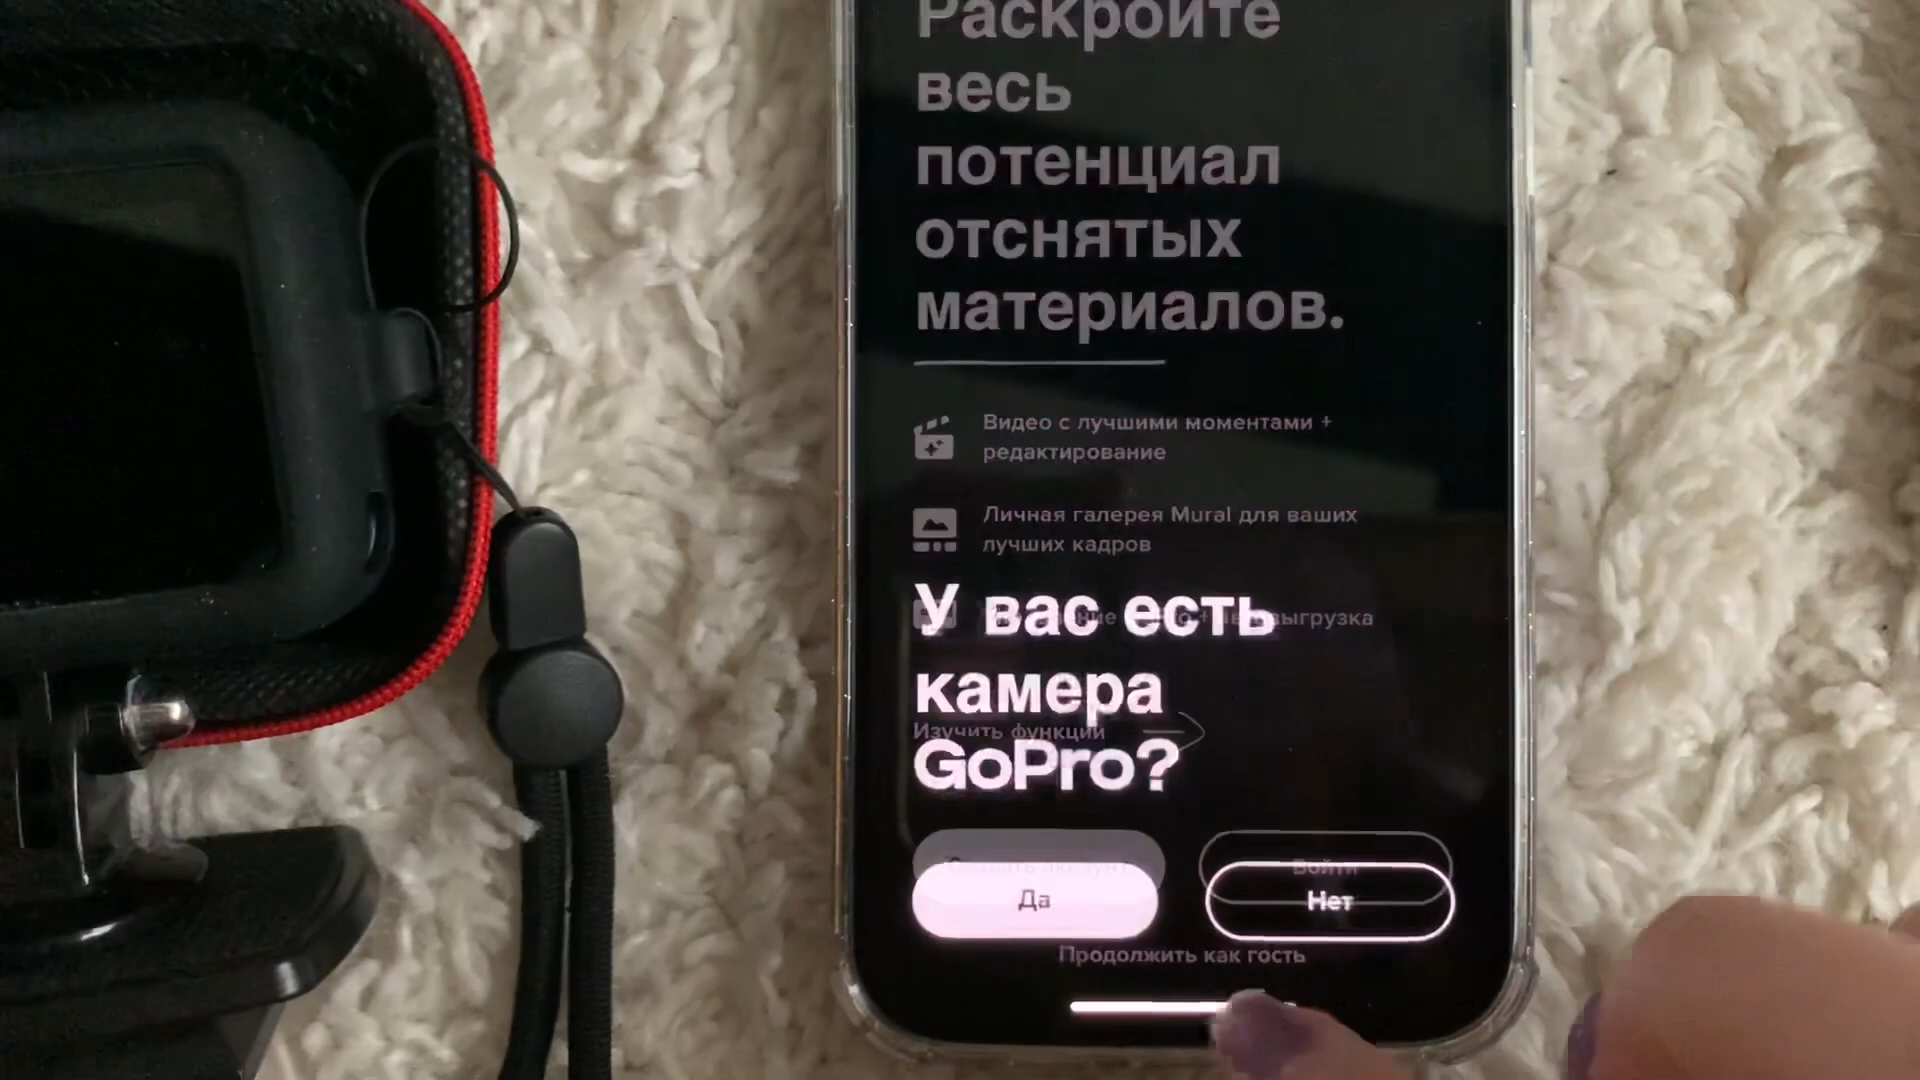 Раскройте
весь
потенциал
отснятых
материалов.
Видео с лучшими моментами +
редактирование
Личная галерея Mural для ваших
лучших кадров
У вас есть
выгрузка
камера
Изучить функции
GoPro?
Войти
Да
Нет
Продолжить как гость